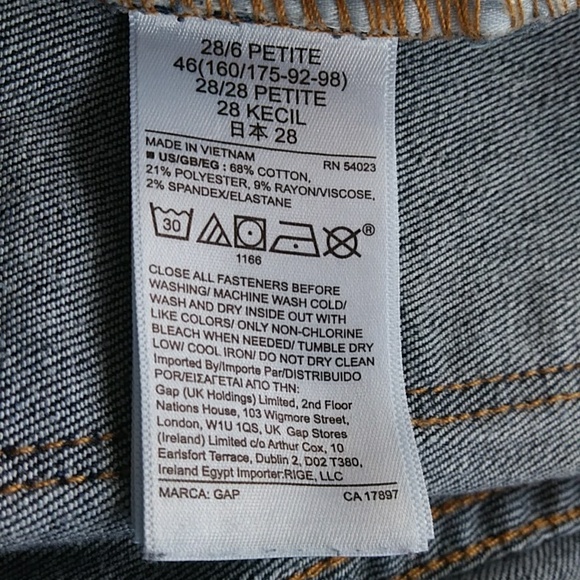 28/6 PETITE
46(160/175-92-98)
28/28 PETITE
28 KECIL
日本 28
MADE IN VIETNAM RN 54023
■ US/GB/EG : 68% COTTON,
21% POLYESTER, 9% RAYON/VISCOSE,
2% SPANDEX/ELASTANE
30 ®
1166
CLOSE ALL FASTENERS BEFORE
WASHING/ MACHINE WASH COLD/
WASH AND DRY INSIDE OUT WITH
LIKE COLORS/ ONLY NON-CHLORINE
BLEACH WHEN NEEDED/ TUMBLE DRY
LOW/ COOL IRON/ DO NOT DRY CLEAN
Imported By/Importe Par/DISTRIBUIDO
POR/ΕΙΣΑΓΕΤΑΙ ΑΠΟ ΤΗΝ:
Gap (UK Holdings) Limited, 2nd Floor
Nations House, 103 Wigmore Street,
London, W1U 1QS, UK Gap Stores
(Ireland) Limited c/o Arthur Cox, 10
Earlsfort Terrace, Dublin 2, D02 T380,
Ireland Egypt Importer:RIGE, LLC
MARCA: GAP CA 17897